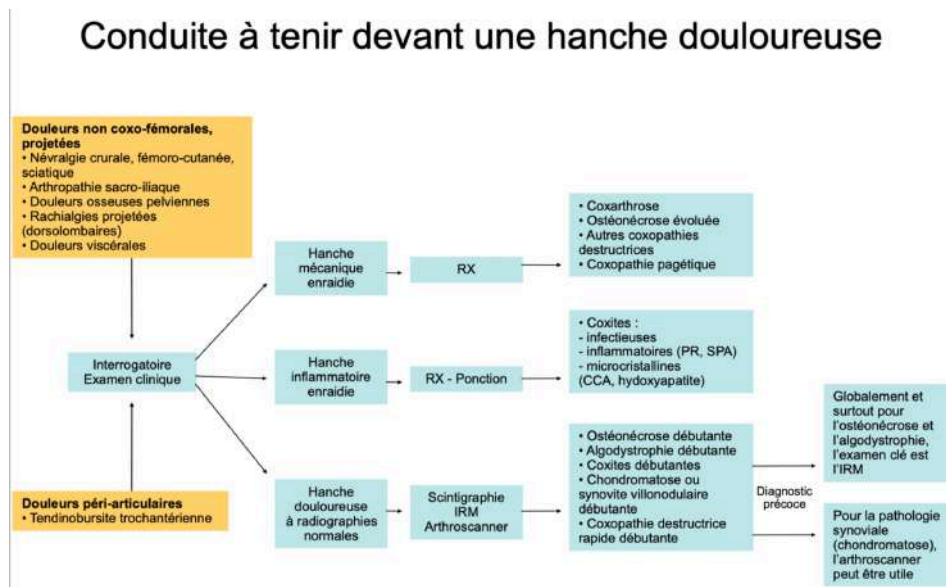 Conduite à tenir devant une hanche douloureuse
Douleurs non coxo-fémorales,
projetées
• Névralgie crurale, fémoro-cutanée,
sciatique
• Arthropathie sacro-iliaque
• Douleurs osseuses pelviennes
• Rachialgies projetées
(dorsolombaires)
• Douleurs viscérales
Interrogatoire
Examen clinique
Douleurs péri-articulaires
• Tendinobursite trochantérienne
Hanche
mécanique
enraidie
RX
• Coxarthrose
• Ostéonécrose évoluée
• Autres coxopathies
destructrices
• Coxopathie pagétique
Hanche
inflammatoire
enraidie
RX - Ponction
• Coxites :
- infectieuses
- inflammatoires (PR, SPA)
- microcristallines
(CCA, hydoxyapatite)
Hanche
douloureuse
à radiographies
normales
Scintigraphie
IRM
Arthroscanner
• Ostéonécrose débutante
• Algodystrophie débutante
• Coxites débutantes
• Chondromatose ou
synovite villonodulaire
débutante
• Coxopathie destructrice
rapide débutante
Diagnostic
précoce
Globalement et
surtout pour
l'ostéonécrose et
l'algodystrophie,
l'examen clé est
l'IRM
Pour la pathologie
synoviale
(chondromatose),
l'arthroscanner
peut être utile